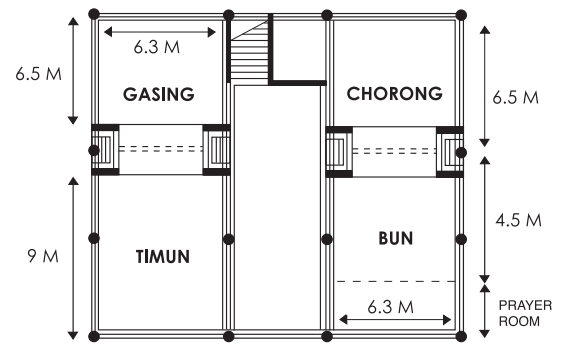 6.3 M
6.5 M
GASING
CHORONG
6.5 M
4.5 M
BUN
9 M
TIMUN
6.3 M
PRAYER
ROOM